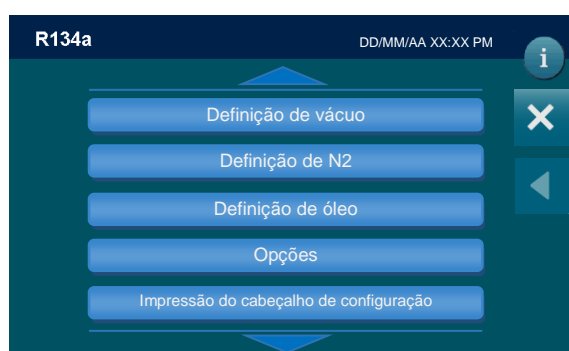 R134a
DD/MM/AA XX:XX PM
i
Definição de vácuo
Definição de N2
Definição de óleo
Opções
Impressão do cabeçalho de configuração